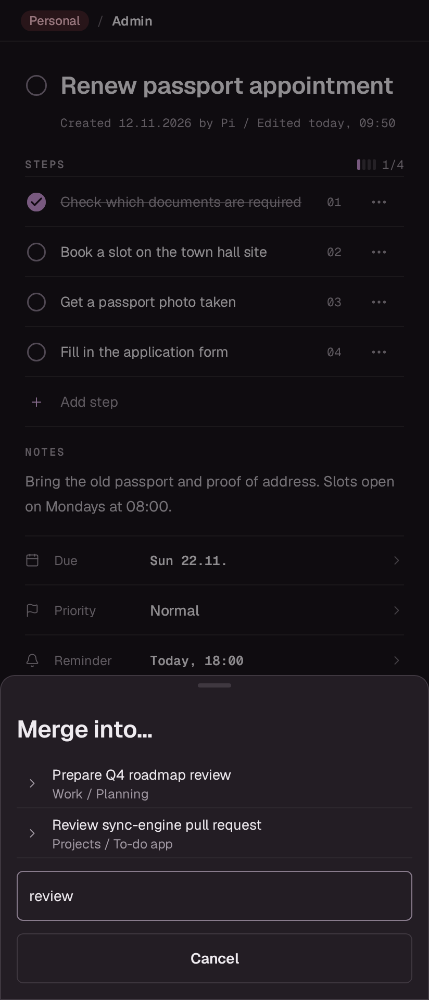 Personal / Admin
Renew passport appointment
Created 12.11.2026 by Pi / Edited today, 09:50
STEPS 1/4
Check which documents are required 01
Book a slot on the town hall site 02
Get a passport photo taken 03
Fill in the application form 04
+ Add step
NOTES
Bring the old passport and proof of address. Slots open
on Mondays at 08:00.
Due Sun 22.11.
Priority Normal
Reminder Today, 18:00
Merge into…
Prepare Q4 roadmap review
Work / Planning
Review sync-engine pull request
Projects / To-do app
review
Cancel